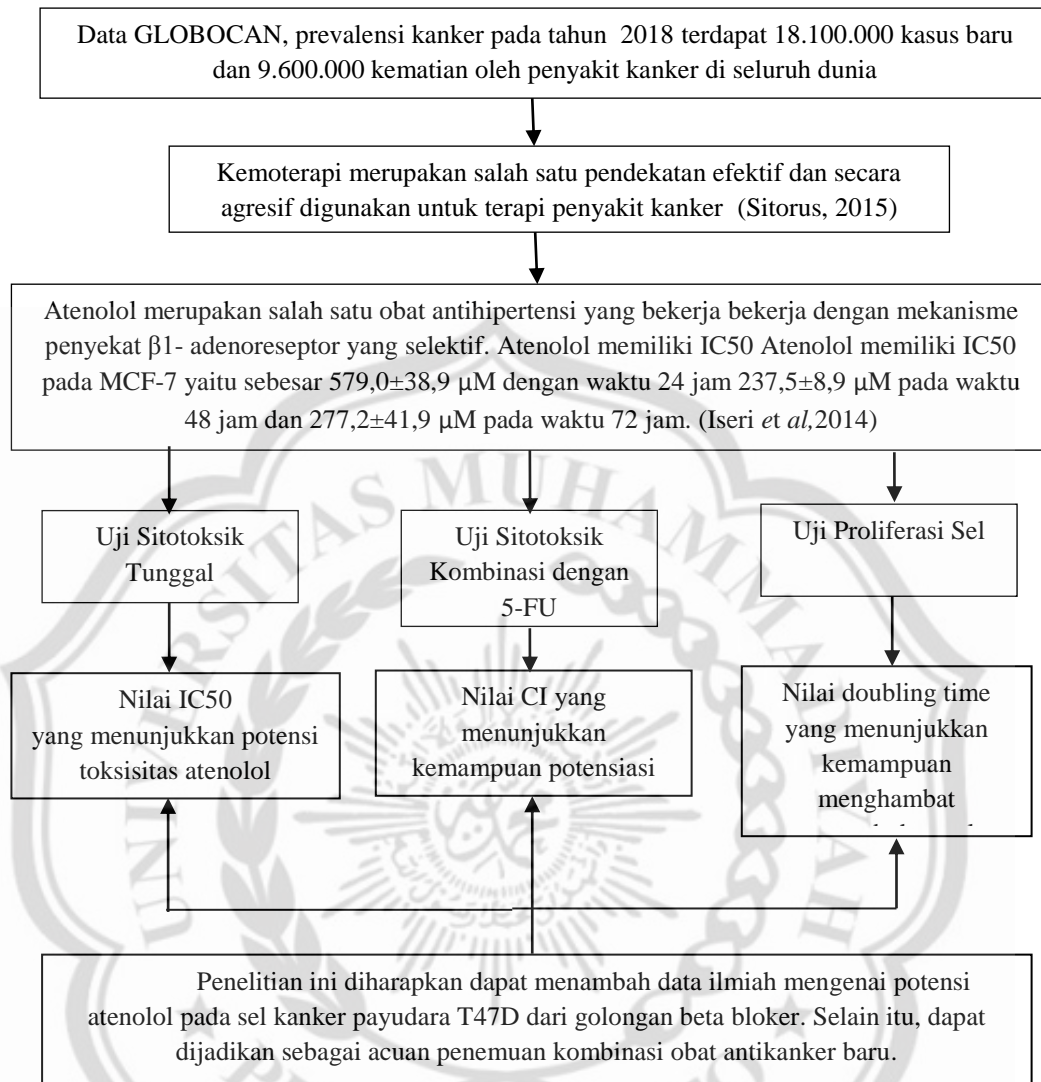 Data GLOBOCAN, prevalensi kanker pada tahun 2018 terdapat 18.100.000 kasus baru
dan 9.600.000 kematian oleh penyakit kanker di seluruh dunia
Kemoterapi merupakan salah satu pendekatan efektif dan secara
agresif digunakan untuk terapi penyakit kanker (Sitorus, 2015)
Atenolol merupakan salah satu obat antihipertensi yang bekerja bekerja dengan mekanisme
penyekat β1- adenoreseptor yang selektif. Atenolol memiliki IC50 Atenolol memiliki IC50
pada MCF-7 yaitu sebesar 579,0±38,9 μM dengan waktu 24 jam 237,5±8,9 μM pada waktu
48 jam dan 277,2±41,9 μM pada waktu 72 jam. (Iseri et al,2014)
Uji Sitotoksik
Tunggal
Uji Sitotoksik
Kombinasi dengan
5-FU
Uji Proliferasi Sel
Nilai IC50
yang menunjukkan potensi
toksisitas atenolol
Nilai CI yang
menunjukkan
kemampuan potensiasi
Nilai doubling time
yang menunjukkan
kemampuan
menghambat
Penelitian ini diharapkan dapat menambah data ilmiah mengenai potensi
atenolol pada sel kanker payudara T47D dari golongan beta bloker. Selain itu, dapat
dijadikan sebagai acuan penemuan kombinasi obat antikanker baru.
UNIVERSITAS MUHAMMADIYAH